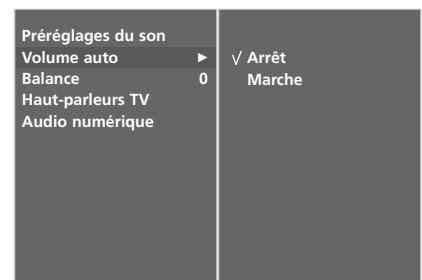 Préréglages du son
Volume auto ► √ Arrêt
Balance 0 Marche
Haut-parleurs TV
Audio numérique